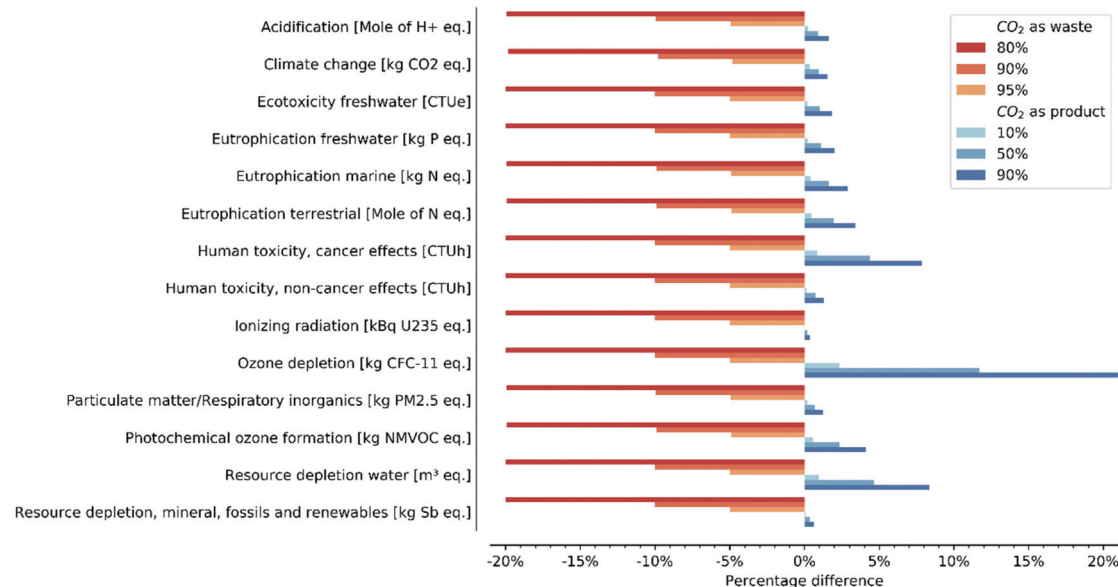 Acidification [Mole of H+ eq.]
Climate change [kg CO2 eq.]
Ecotoxicity freshwater [CTUe]
Eutrophication freshwater [kg P eq.]
Eutrophication marine [kg N eq.]
Eutrophication terrestrial [Mole of N eq.]
Human toxicity, cancer effects [CTUh]
Human toxicity, non-cancer effects [CTUh]
Ionizing radiation [kBq U235 eq.]
Ozone depletion [kg CFC-11 eq.]
Particulate matter/Respiratory inorganics [kg PM2.5 eq.]
Photochemical ozone formation [kg NMVOC eq.]
Resource depletion water [m³ eq.]
Resource depletion, mineral, fossils and renewables [kg Sb eq.]
CO₂ as waste
80%
90%
95%
CO₂ as product
10%
50%
90%
-20% -15% -10% -5% 0% 5% 10% 15% 20%
Percentage difference